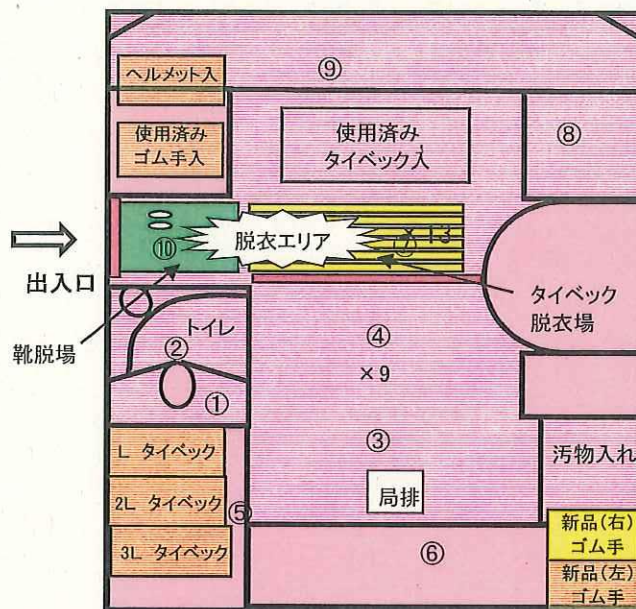 ヘルメット入
⑨
使用済み
ゴム手入
使用済み
タイベック入
⑧
⑩
脱衣エリア
×13
⑦
出入口
タイベック
脱衣場
靴脱場
トイレ
②
④
×9
①
③
L タイベック
汚物入れ
2L タイベック
局排
⑤
新品(右)
ゴム手
3L タイベック
⑥
新品(左)
ゴム手